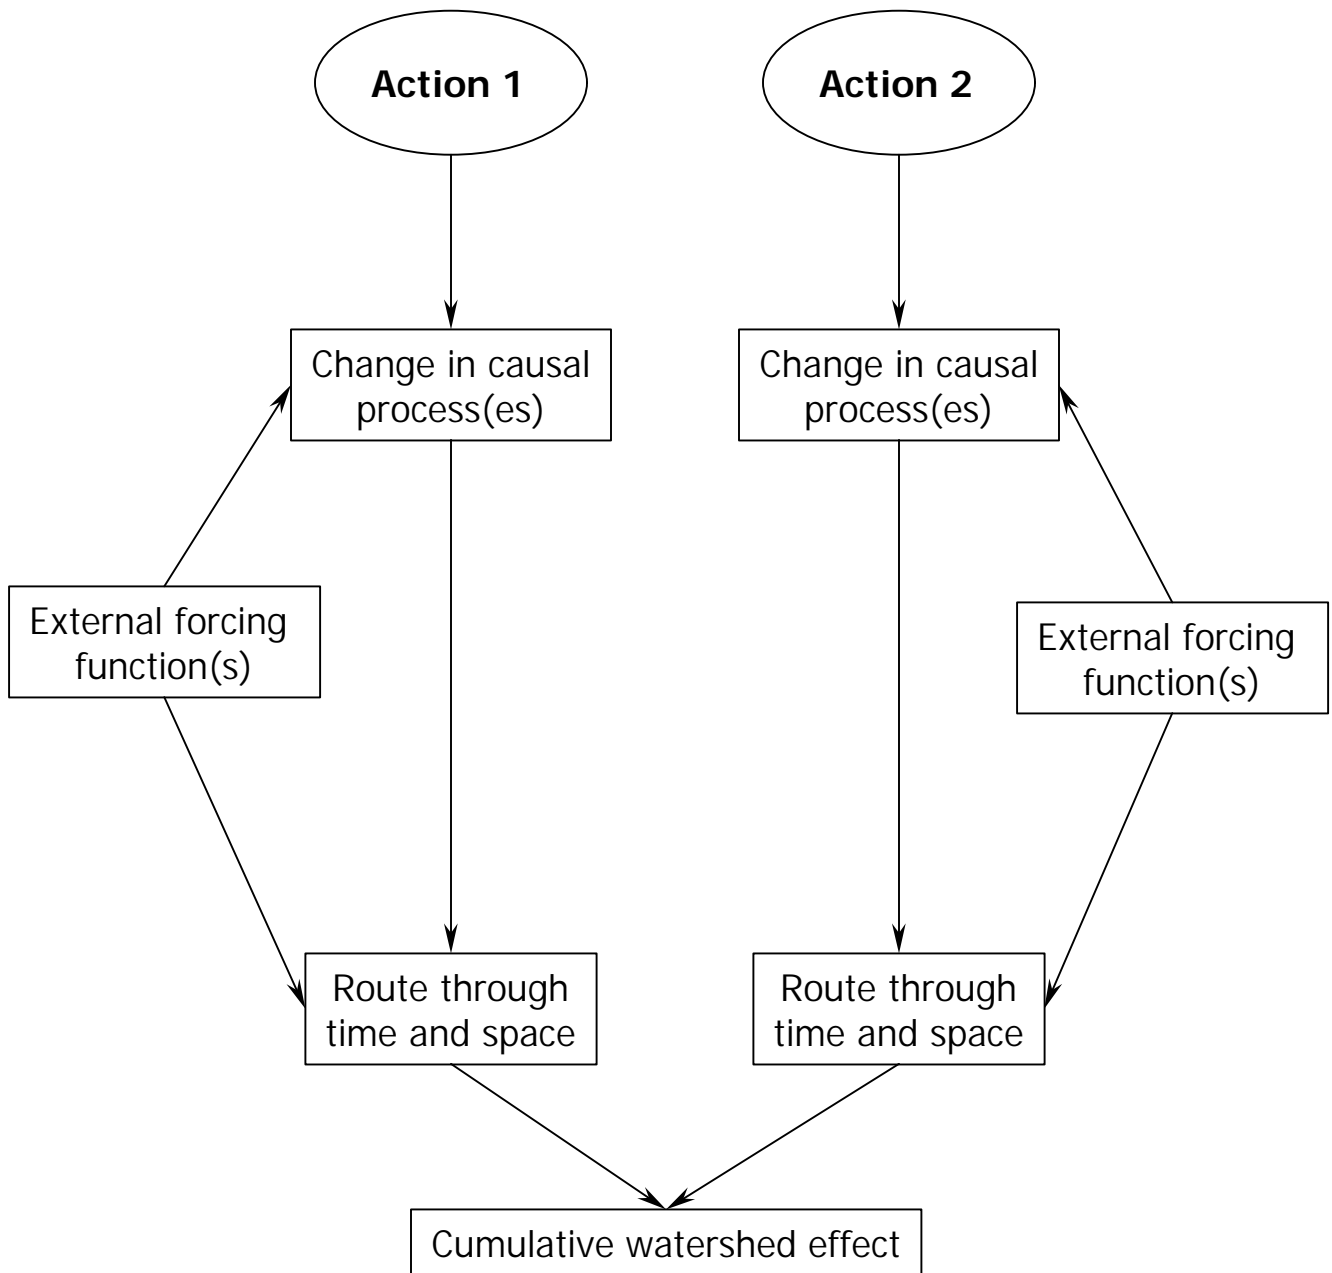 Action 1
Action 2
Change in causal
process(es)
Change in causal
process(es)
External forcing
function(s)
External forcing
function(s)
Route through
time and space
Route through
time and space
Cumulative watershed effect